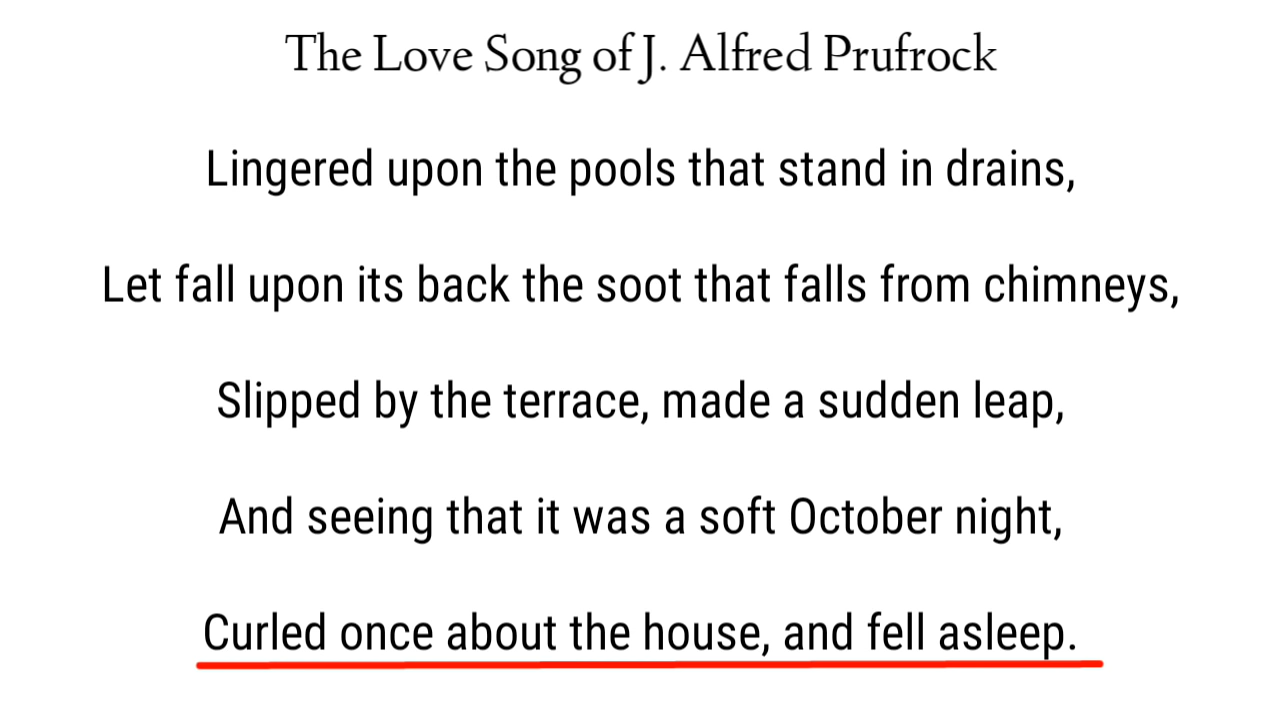 The Love Song of J. Alfred Prufrock
Lingered upon the pools that stand in drains,
Let fall upon its back the soot that falls from chimneys,
Slipped by the terrace, made a sudden leap,
And seeing that it was a soft October night,
Curled once about the house, and fell asleep.